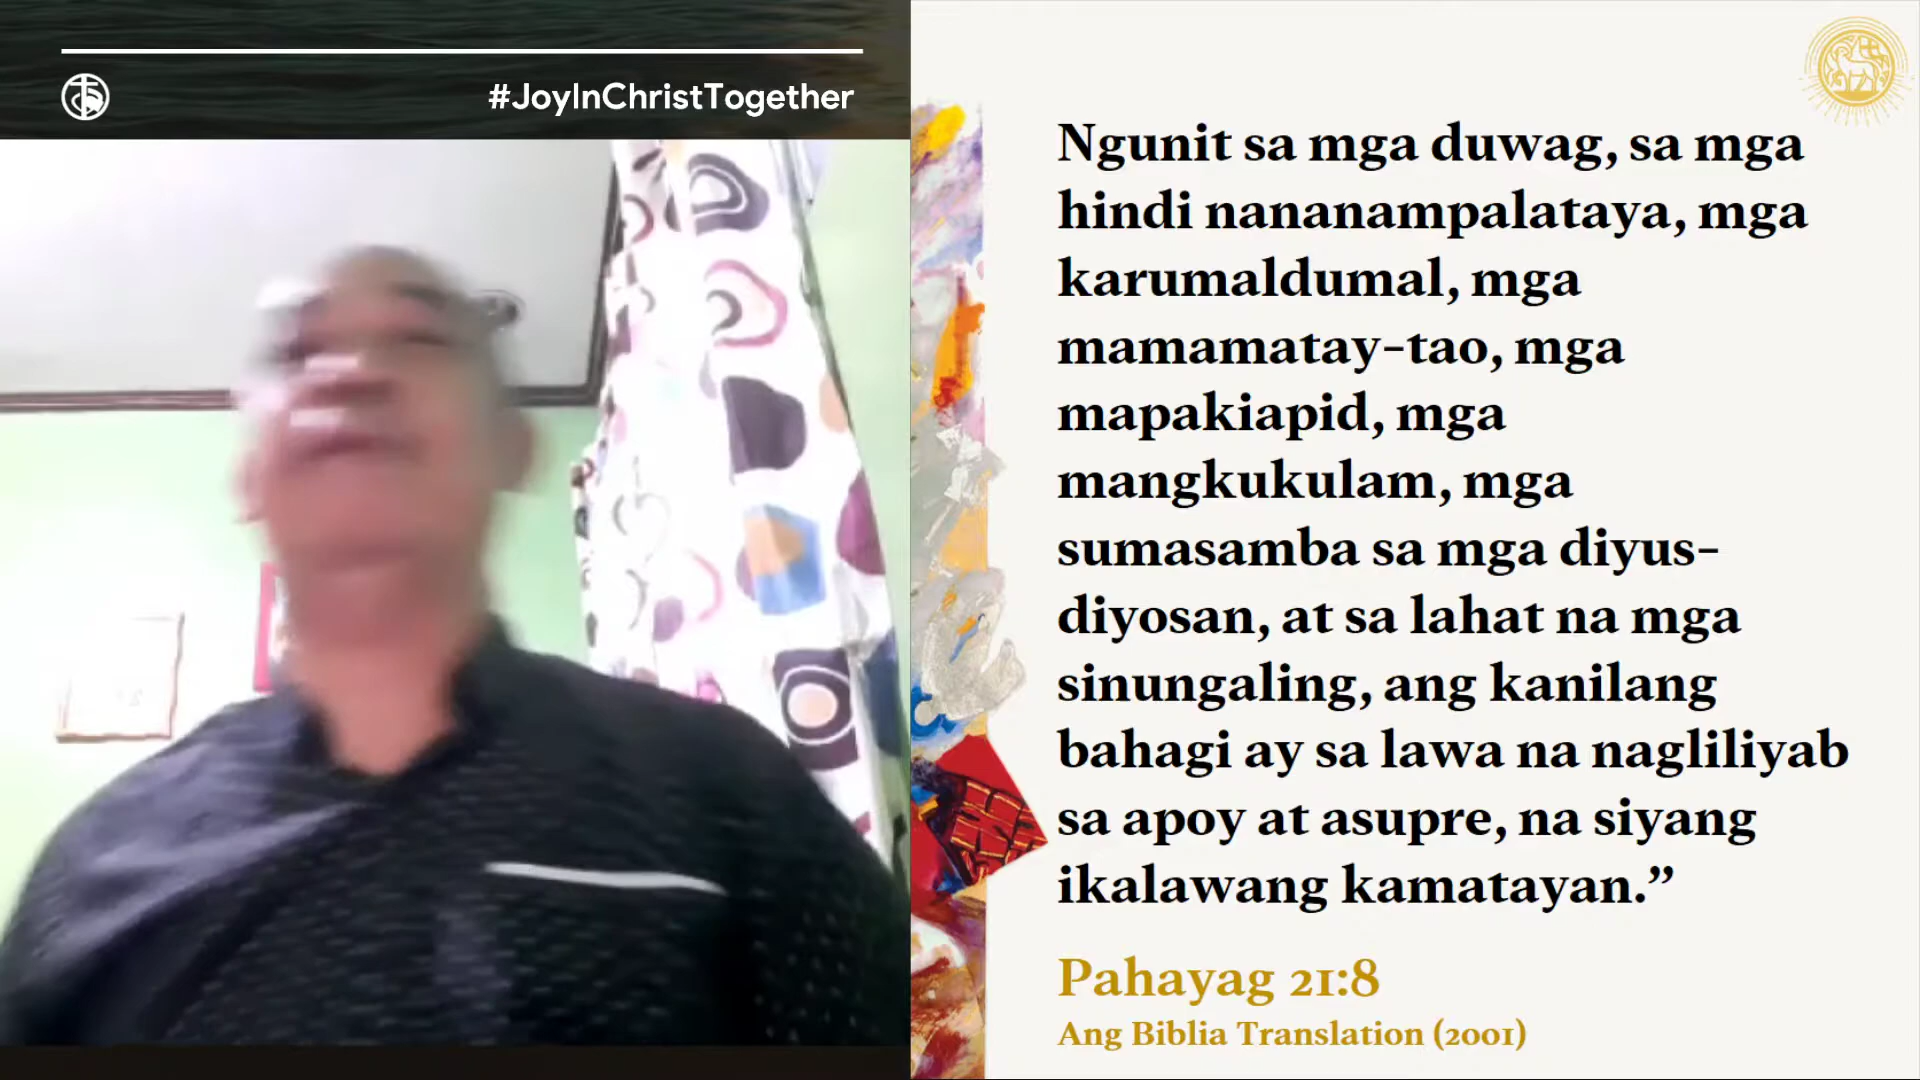 #JoyInChristTogether
Ngunit sa mga duwag, sa mga
hindi nananampalataya, mga
karumaldumal, mga
mamamatay-tao, mga
mapakiapid, mga
mangkukulam, mga
sumasamba sa mga diyus-
diyosan, at sa lahat na mga
sinungaling, ang kanilang
bahagi ay sa lawa na nagliliyab
sa apoy at asupre, na siyang
ikalawang kamatayan.”
Pahayag 21:8
Ang Biblia Translation (2001)